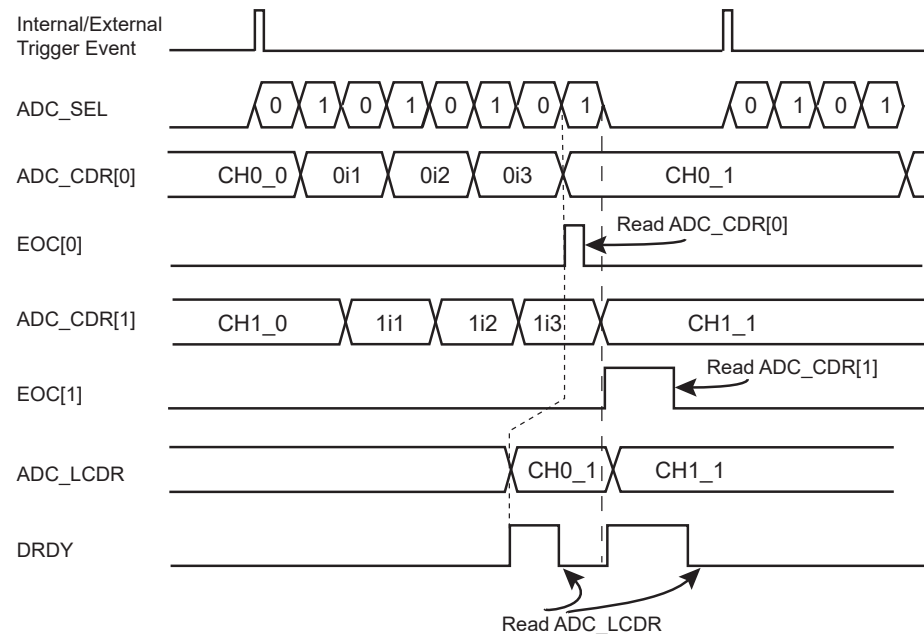 Internal/External
Trigger Event
ADC_SEL
0 1 0 1 0 1 0 1 0 1 0 1
ADC_CDR[0]
CH0_0 0i1 0i2 0i3 CH0_1
Read ADC_CDR[0]
EOC[0]
ADC_CDR[1]
CH1_0 1i1 1i2 1i3 CH1_1
Read ADC_CDR[1]
EOC[1]
ADC_LCDR
CH0_1 CH1_1
DRDY
Read ADC_LCDR